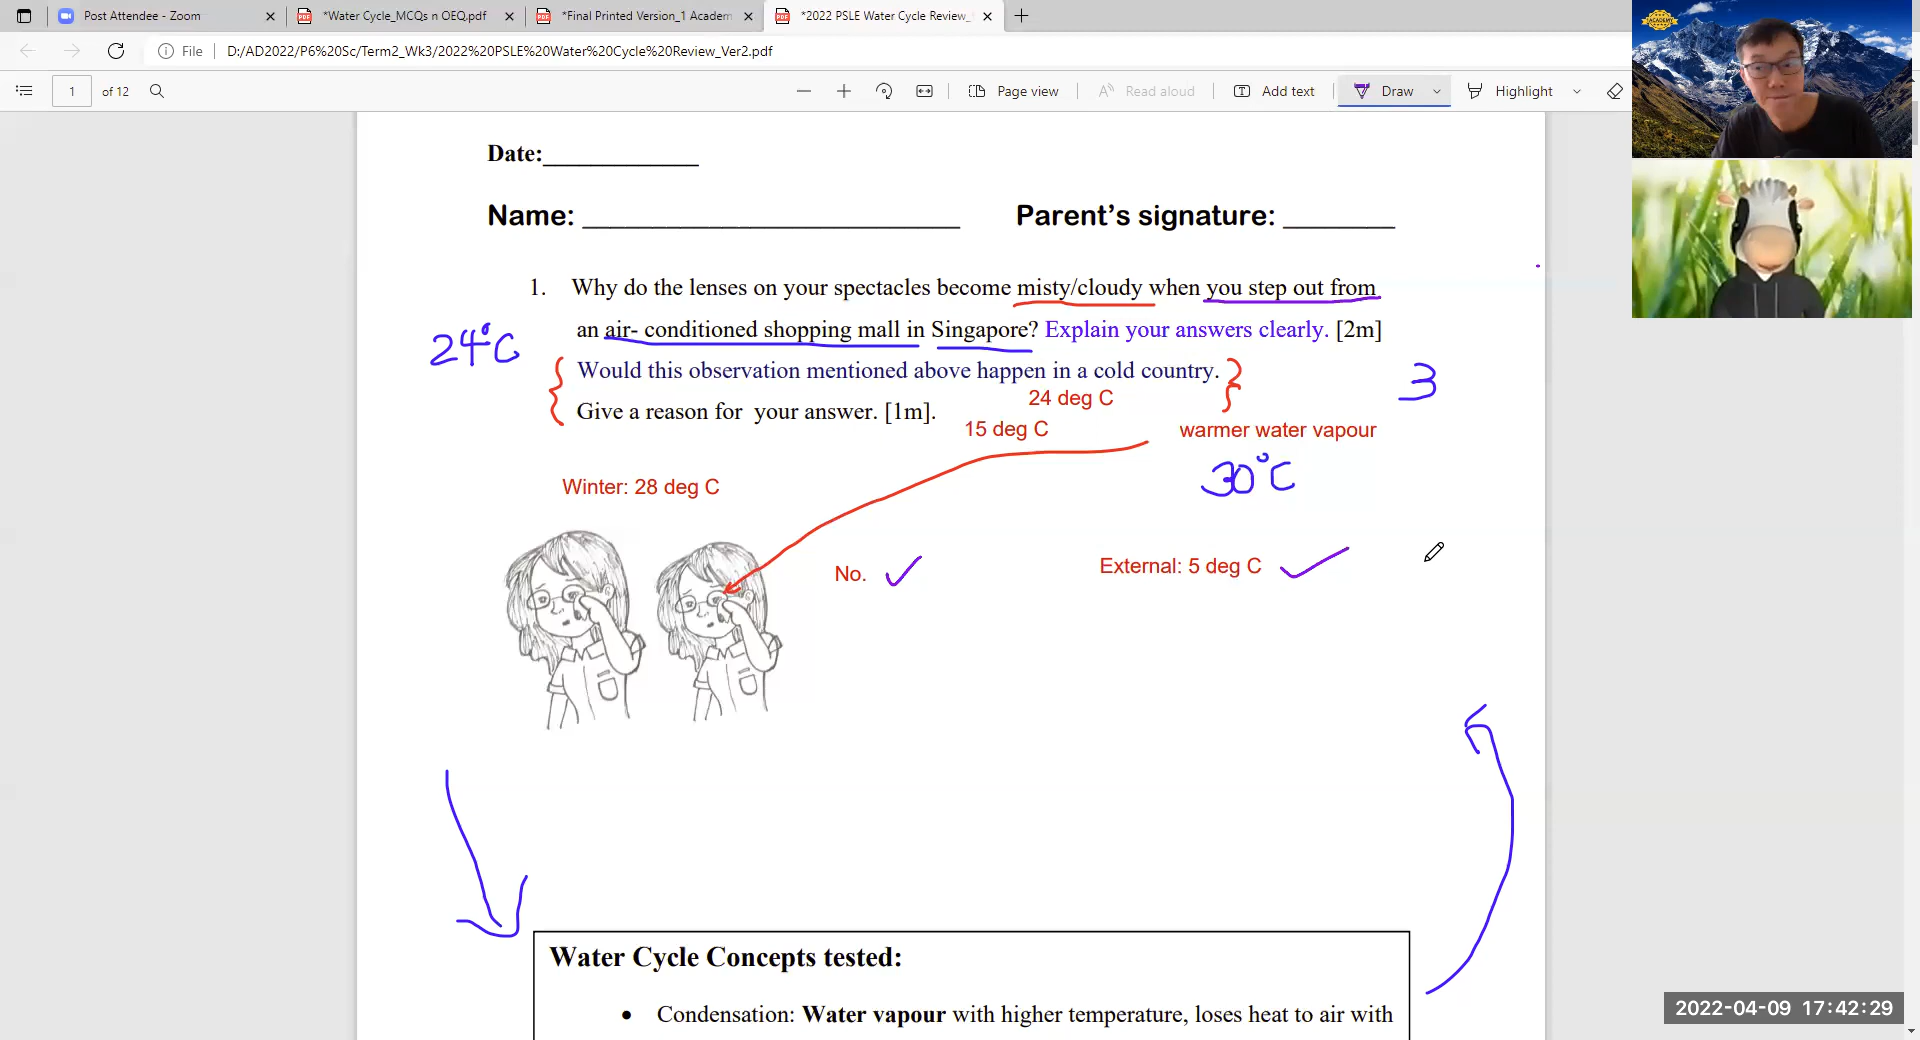 Post Attendee - Zoom
*Water Cycle_MCQs n OEQ.pdf
*Final Printed Version_1 Academ
*2022 PSLE Water Cycle Review_
File
D:/AD2022/P6%20Sc/Term2_Wk3/2022%20PSLE%20Water%20Cycle%20Review_Ver2.pdf
1 of 12
Page view
Read aloud
Add text
Draw
Highlight
Date:____________
Name: __________________________ Parent's signature: ________
1. Why do the lenses on your spectacles become misty/cloudy when you step out from
an air- conditioned shopping mall in Singapore? Explain your answers clearly. [2m]
24°C
Would this observation mentioned above happen in a cold country.
3
24 deg C
Give a reason for your answer. [1m].
15 deg C
warmer water vapour
30°C
Winter: 28 deg C
No.
External: 5 deg C
Water Cycle Concepts tested:
• Condensation: Water vapour with higher temperature, loses heat to air with
2022-04-09 17:42:29